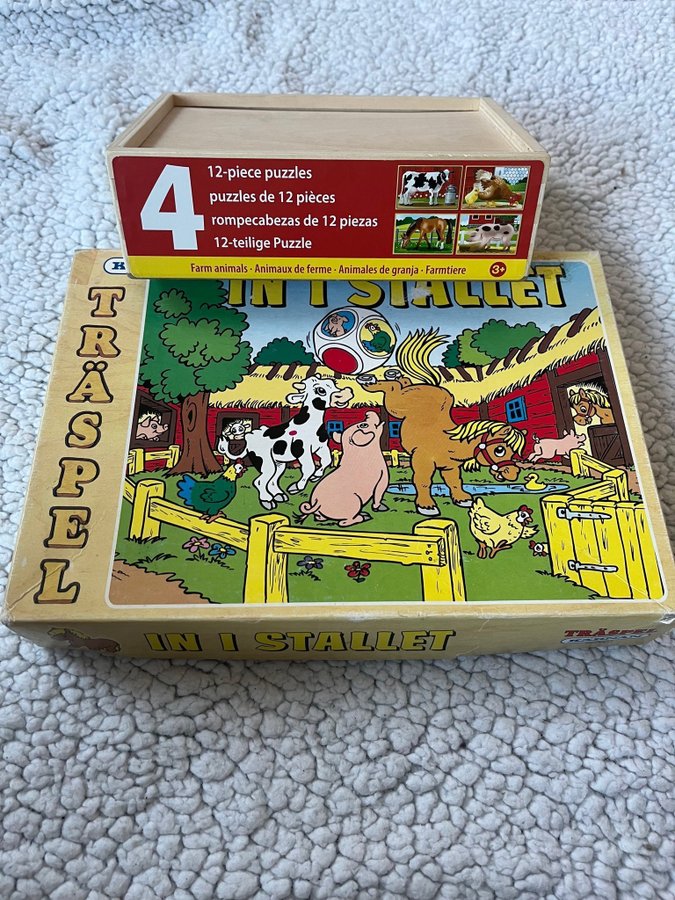 4
12-piece puzzles
puzzles de 12 pièces
rompecabezas de 12 piezas
12-teilige Puzzle
Farm animals · Animaux de ferme · Animales de granja · Farmtiere
3+
IN I STALLET
TRÄSPEL
IN I STALLET
TRÄSPEL